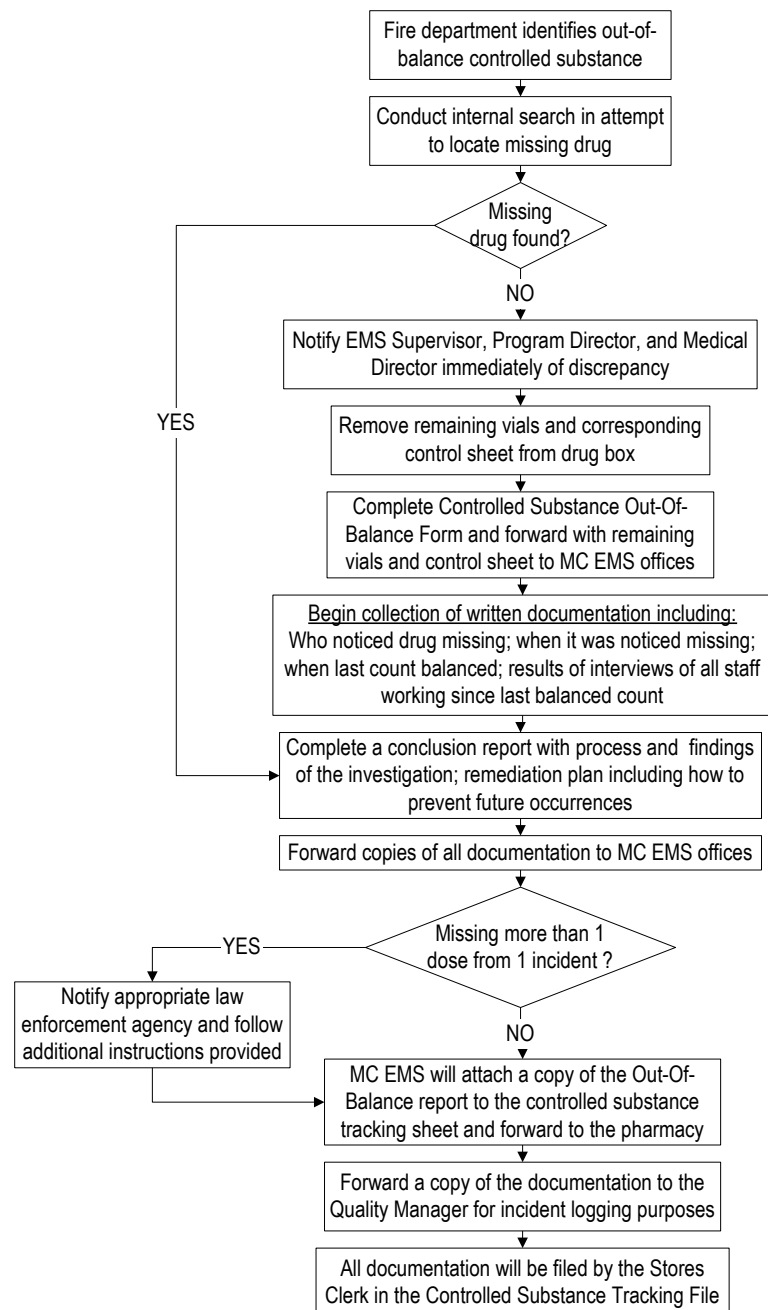 Fire department identifies out-of-
balance controlled substance
Conduct internal search in attempt
to locate missing drug
Missing
drug found?
NO
Notify EMS Supervisor, Program Director, and Medical
Director immediately of discrepancy
YES
Remove remaining vials and corresponding
control sheet from drug box
Complete Controlled Substance Out-Of-
Balance Form and forward with remaining
vials and control sheet to MC EMS offices
Begin collection of written documentation including:
Who noticed drug missing; when it was noticed missing;
when last count balanced; results of interviews of all staff
working since last balanced count
Complete a conclusion report with process and findings
of the investigation; remediation plan including how to
prevent future occurrences
Forward copies of all documentation to MC EMS offices
Missing more than 1
dose from 1 incident ?
YES
Notify appropriate law
enforcement agency and follow
additional instructions provided
NO
MC EMS will attach a copy of the Out-Of-
Balance report to the controlled substance
tracking sheet and forward to the pharmacy
Forward a copy of the documentation to the
Quality Manager for incident logging purposes
All documentation will be filed by the Stores
Clerk in the Controlled Substance Tracking File